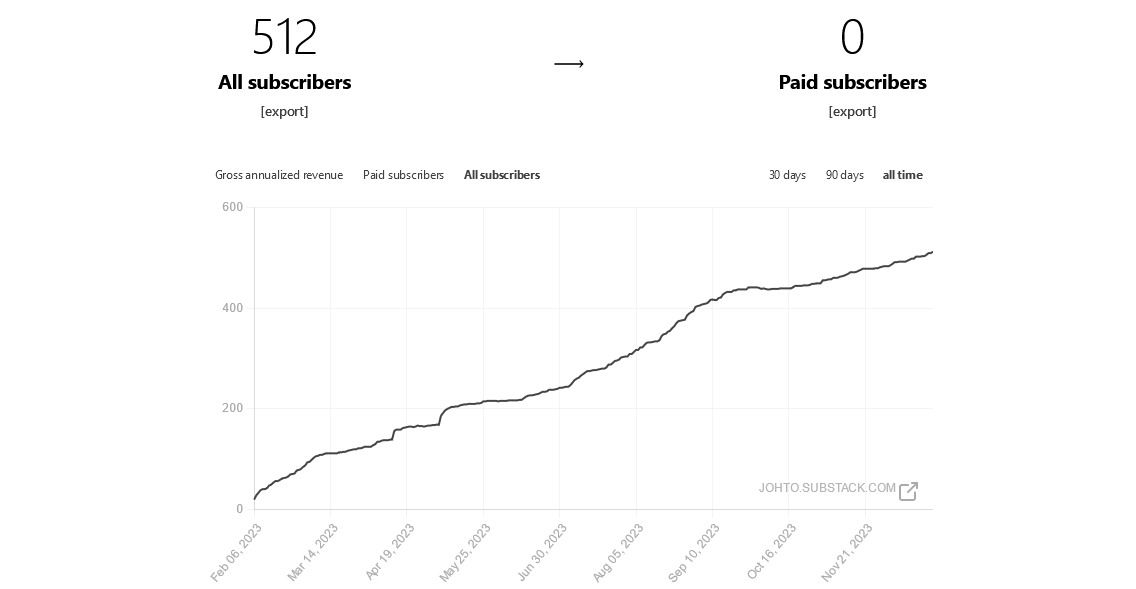 512
All subscribers
[export]
0
Paid subscribers
[export]
Gross annualized revenue Paid subscribers All subscribers 30 days 90 days all time
600
400
200
0
JOHTO.SUBSTACK.COM
Feb 06, 2023
Mar 14, 2023
Apr 19, 2023
May 25, 2023
Jun 30, 2023
Aug 05, 2023
Sep 10, 2023
Oct 16, 2023
Nov 21, 2023